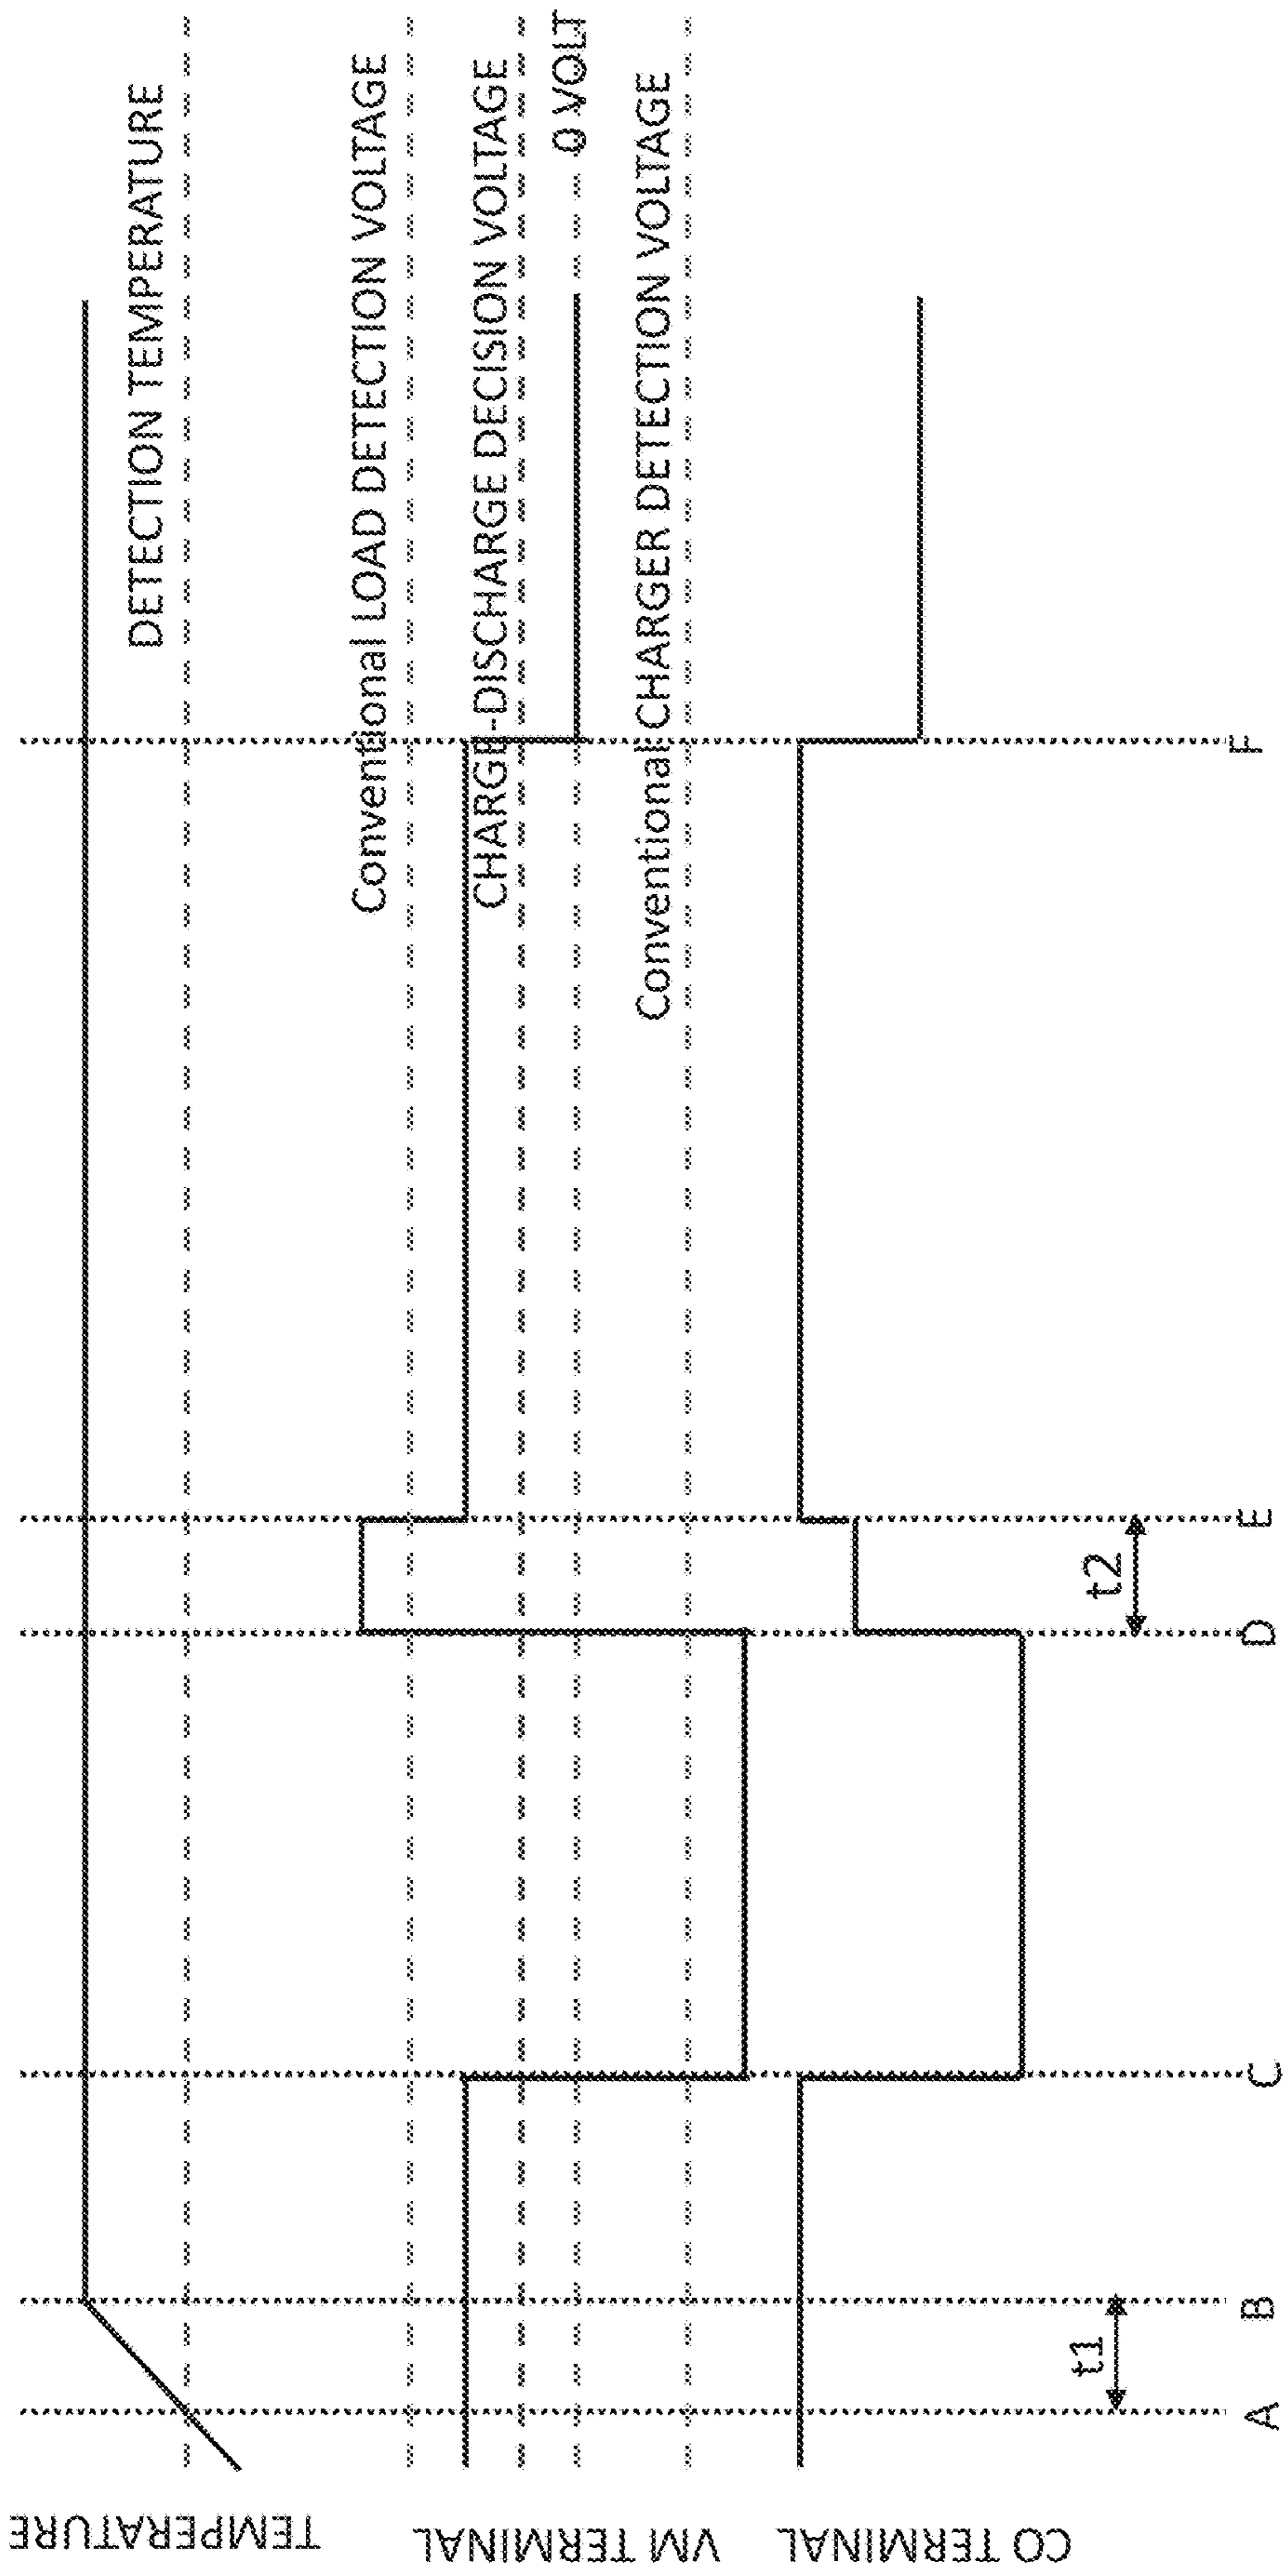 TEMPERATURE
DETECTION TEMPERATURE
VM TERMINAL
Conventional LOAD DETECTION VOLTAGE
CHARGE-DISCHARGE DECISION VOLTAGE
0 VOLT
Conventional CHARGER DETECTION VOLTAGE
CO TERMINAL
t1
t2
A
B
C
D
E
F